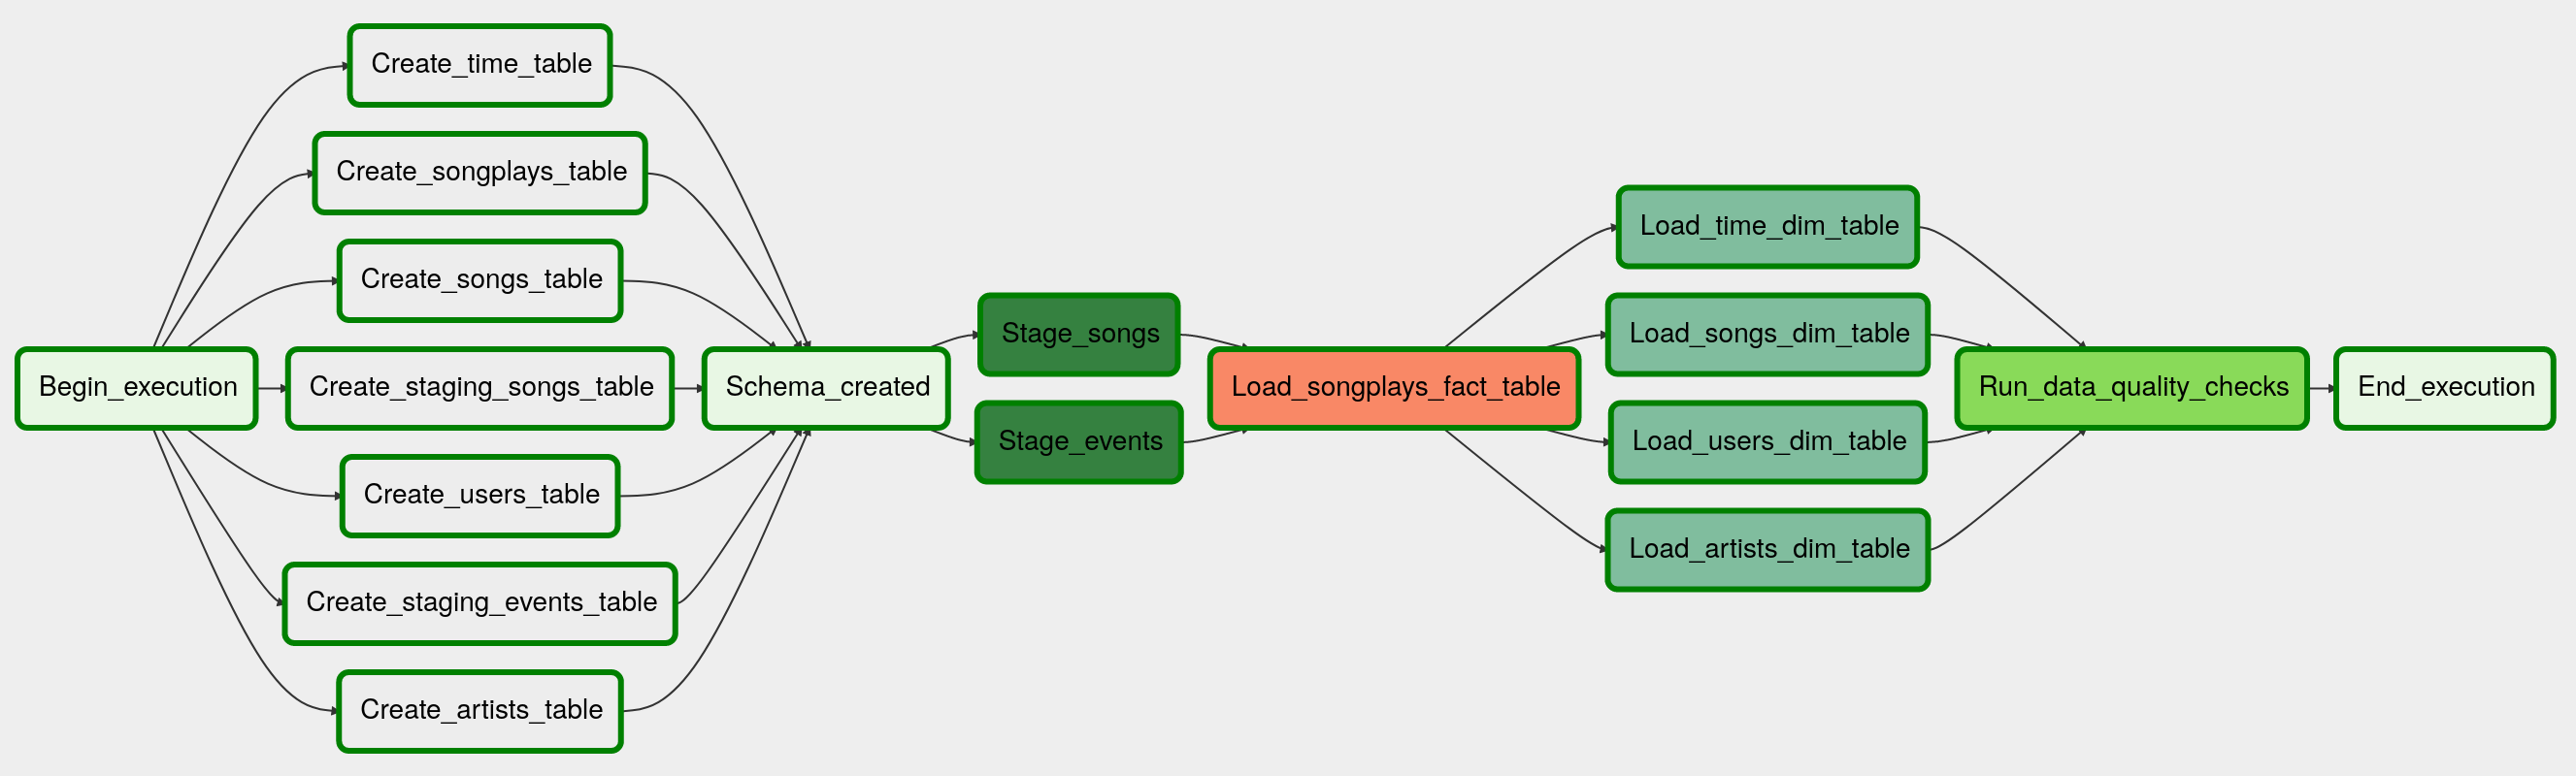 Begin_execution
Create_time_table
Create_songplays_table
Create_songs_table
Create_staging_songs_table
Create_users_table
Create_staging_events_table
Create_artists_table
Schema_created
Stage_songs
Stage_events
Load_songplays_fact_table
Load_time_dim_table
Load_songs_dim_table
Load_users_dim_table
Load_artists_dim_table
Run_data_quality_checks
End_execution